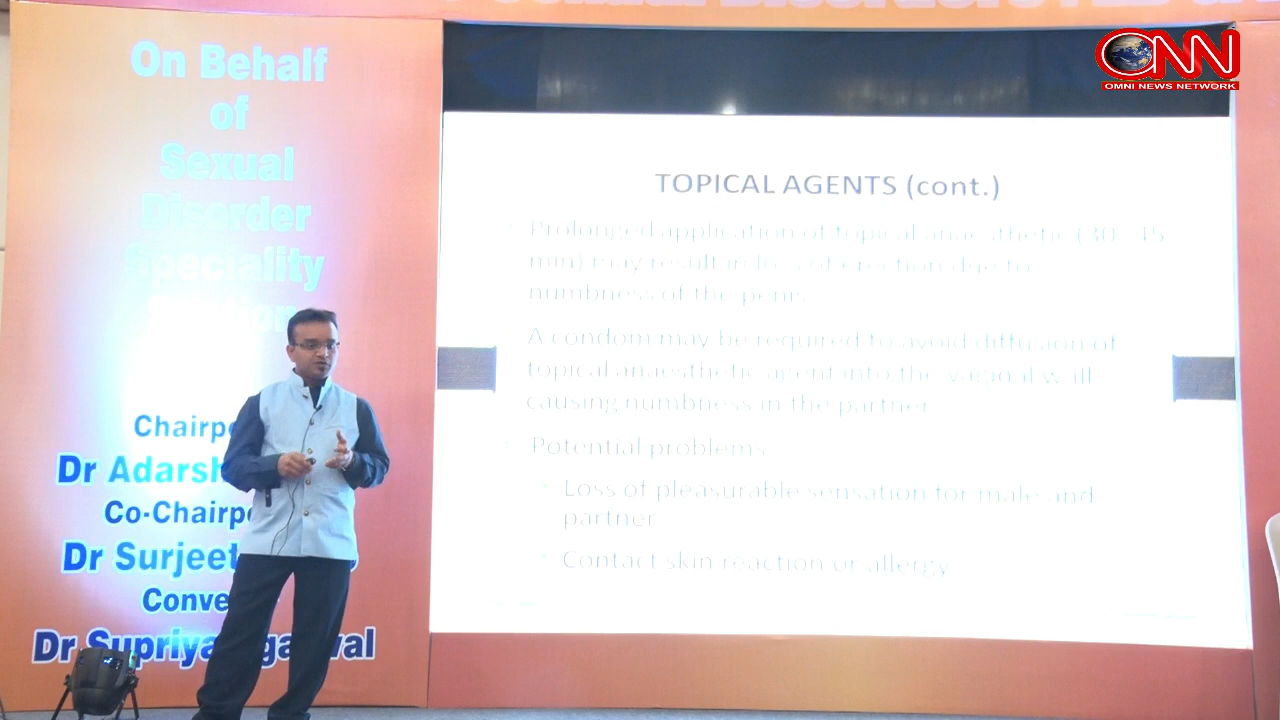 On Behalf
of
Sexual
Disorder
Speciality
ONN
OMNI NEWS NETWORK
Chairpe
Dr Adarsh
Co-Chairpe
Dr Surjeet
Conve
Dr Supriya
TOPICAL AGENTS (cont.)
Prolonged application of topical anaesthetic (30 - 45
min) may result in loss of erection due to
numbness of the penis
A condom may be required to avoid diffusion of
topical anaesthetic agent into the vaginal wall
causing numbness in the partner
Potential problems
Loss of pleasurable sensation for male and
partner
Contact skin reaction or allergy